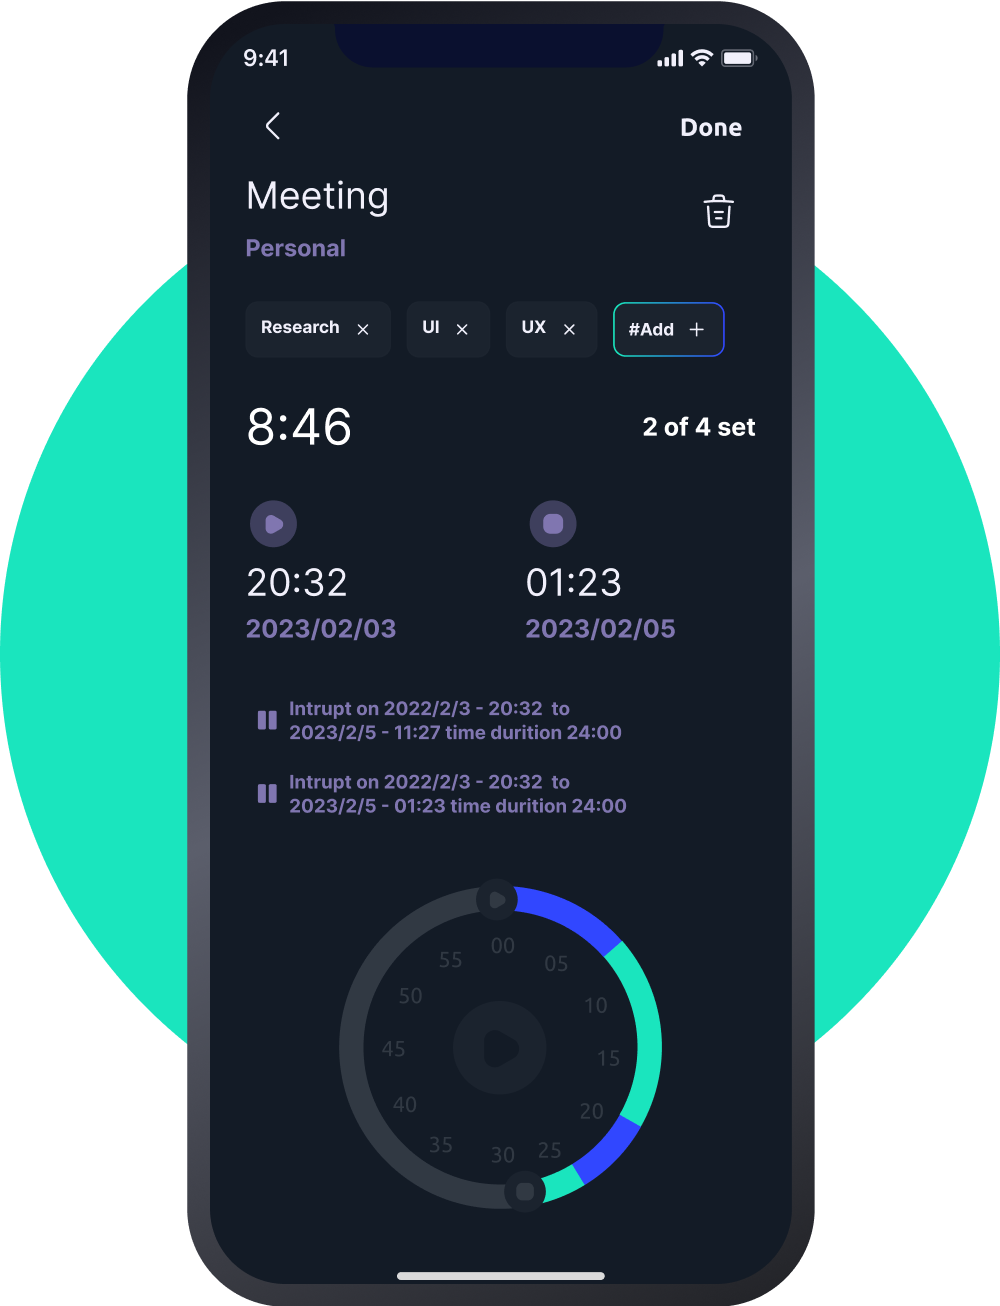 9:41
Done
Meeting
Personal
Research
UI
UX
#Add
8:46
2 of 4 set
20:32
01:23
2023/02/03
2023/02/05
Intrupt on 2022/2/3 - 20:32 to
2023/2/5 - 11:27 time durition 24:00
Intrupt on 2022/2/3 - 20:32 to
2023/2/5 - 01:23 time durition 24:00
00
05
10
15
20
25
30
35
40
45
50
55